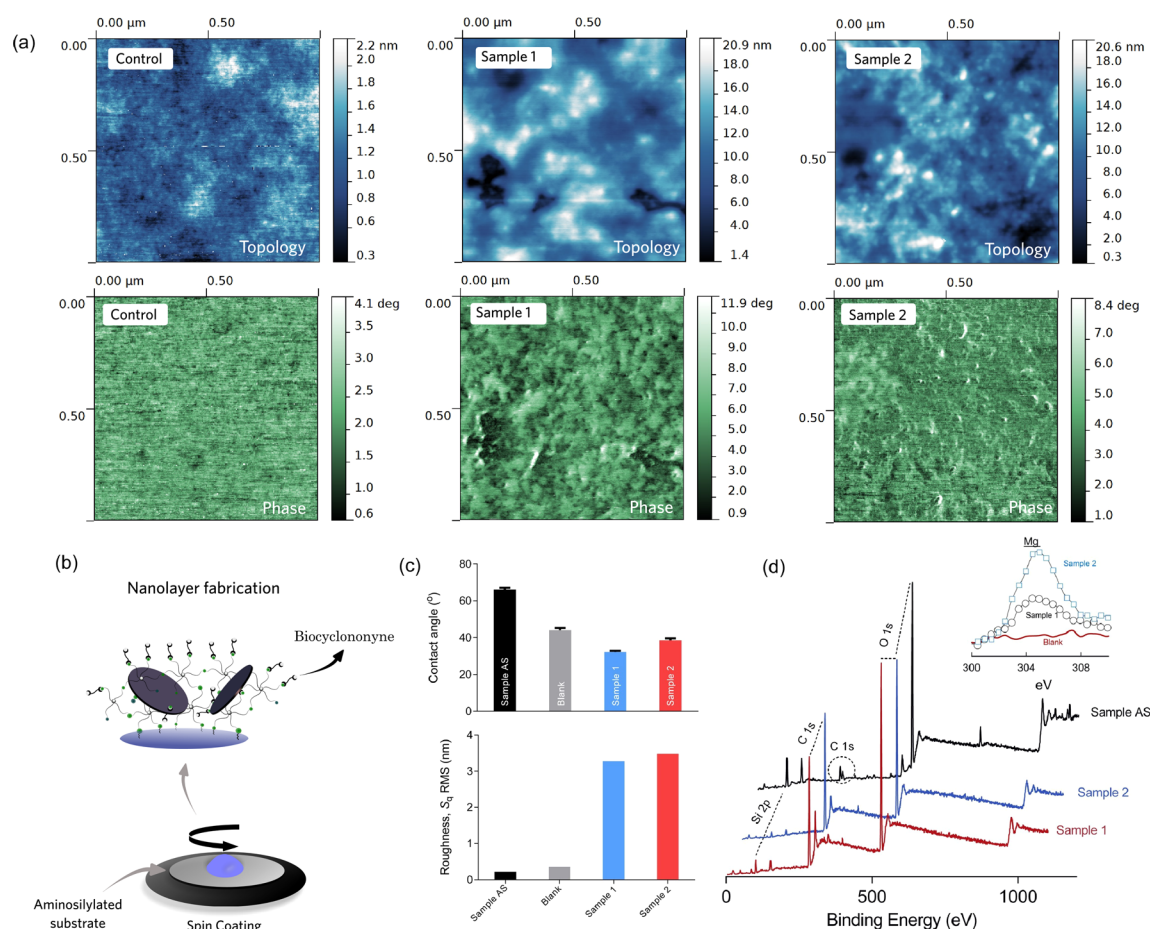 (a)
0.00 µm 0.50
0.00
0.50
Control
Topology
2.2 nm
2.0
1.8
1.6
1.4
1.2
1.0
0.8
0.6
0.3
0.00 µm 0.50
0.00
0.50
Sample 1
Topology
20.9 nm
18.0
16.0
14.0
12.0
10.0
8.0
6.0
4.0
1.4
0.00 µm 0.50
0.00
0.50
Sample 2
Topology
20.6 nm
18.0
16.0
14.0
12.0
10.0
8.0
6.0
4.0
2.0
0.3
0.00 µm 0.50
0.00
0.50
Control
Phase
4.1 deg
3.5
3.0
2.5
2.0
1.5
1.0
0.6
0.00 µm 0.50
0.00
0.50
Sample 1
Phase
11.9 deg
10.0
9.0
8.0
7.0
6.0
5.0
4.0
3.0
2.0
0.9
0.00 µm 0.50
0.00
0.50
Sample 2
Phase
8.4 deg
7.0
6.0
5.0
4.0
3.0
2.0
1.0
(b)
Nanolayer fabrication
Biocyclononyne
Aminosilylated
substrate
Spin Coating
(c)
Contact angle (⁰)
80
60
40
20
0
Sample AS
Blank
Sample 1
Sample 2
Roughness, Sq RMS (nm)
4
3
2
1
0
Sample AS
Blank
Sample 1
Sample 2
(d)
Mg
Sample 2
Sample 1
Blank
300 305 308
eV
O 1s
C 1s
C 1s
Si 2p
Sample AS
Sample 2
Sample 1
0 500 1000
Binding Energy (eV)